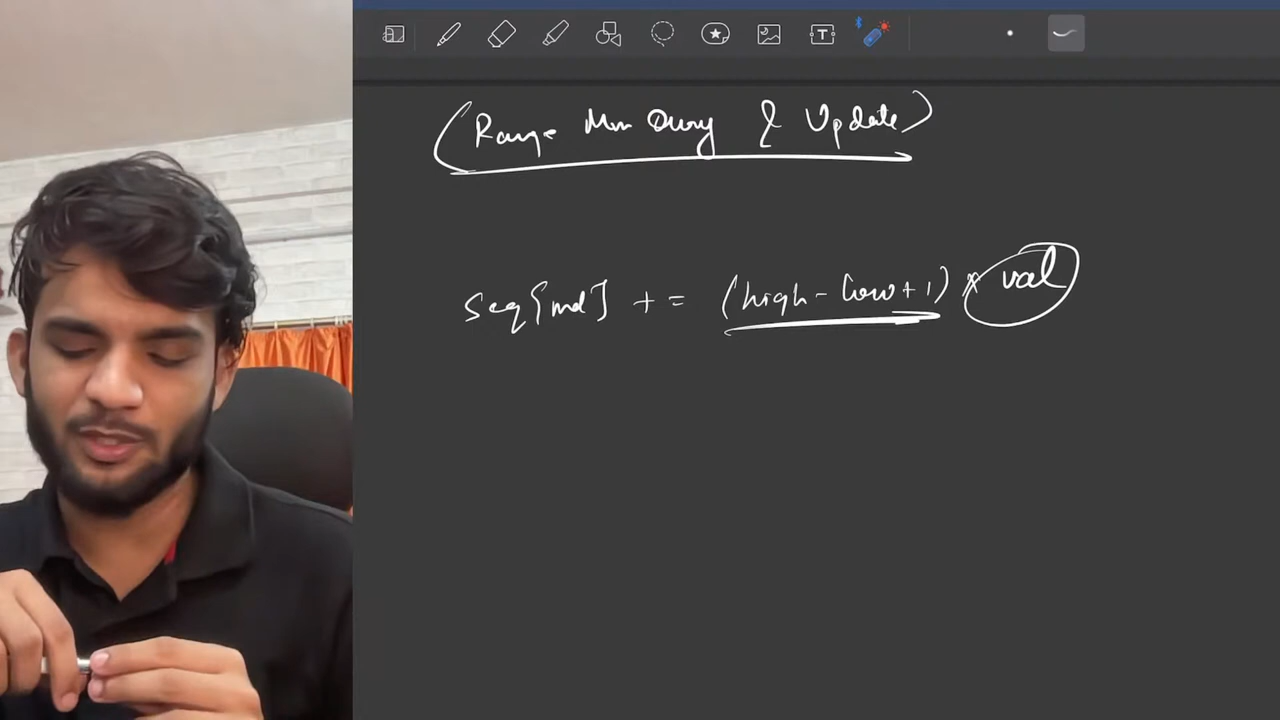 (Range Min Query & Update)
seg[ind] += (high - low + 1) x val
T